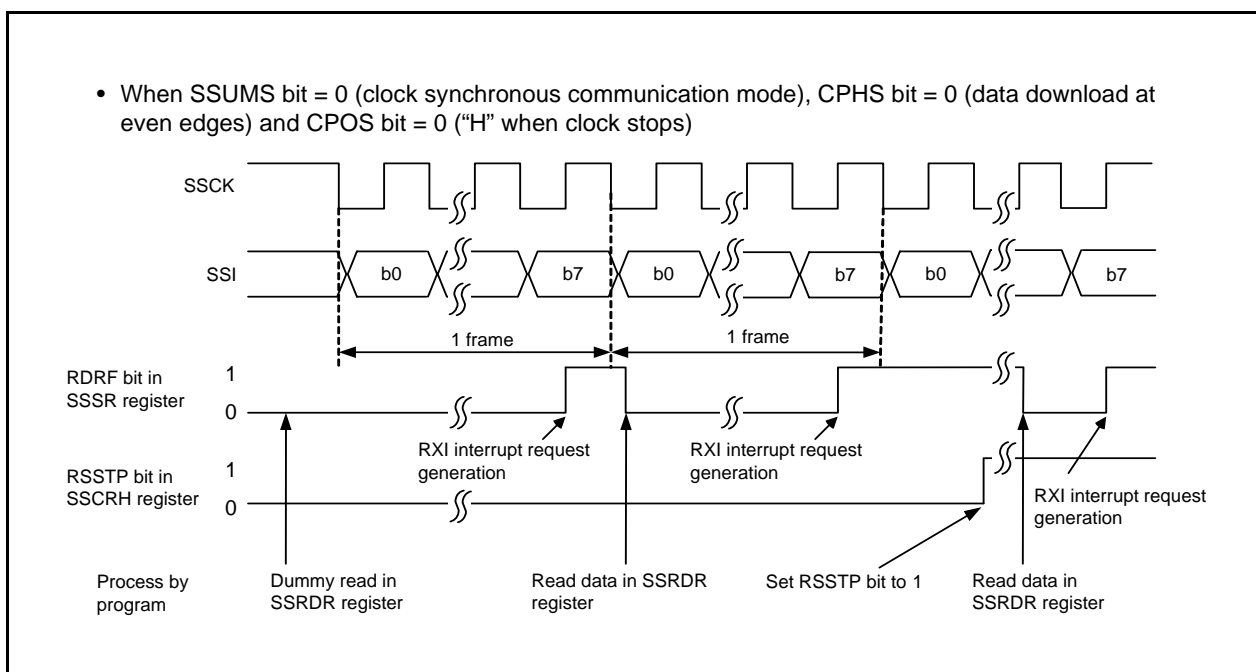 • When SSUMS bit = 0 (clock synchronous communication mode), CPHS bit = 0 (data download at
even edges) and CPOS bit = 0 (“H” when clock stops)
SSCK
SSI
b0
b7
b0
b7
b0
b7
1 frame
1 frame
RDRF bit in
SSSR register
1
0
RXI interrupt request
generation
RXI interrupt request
generation
RSSTP bit in
SSCRH register
1
0
RXI interrupt request
generation
Process by
program
Dummy read in
SSRDR register
Read data in SSRDR
register
Set RSSTP bit to 1
Read data in
SSRDR register